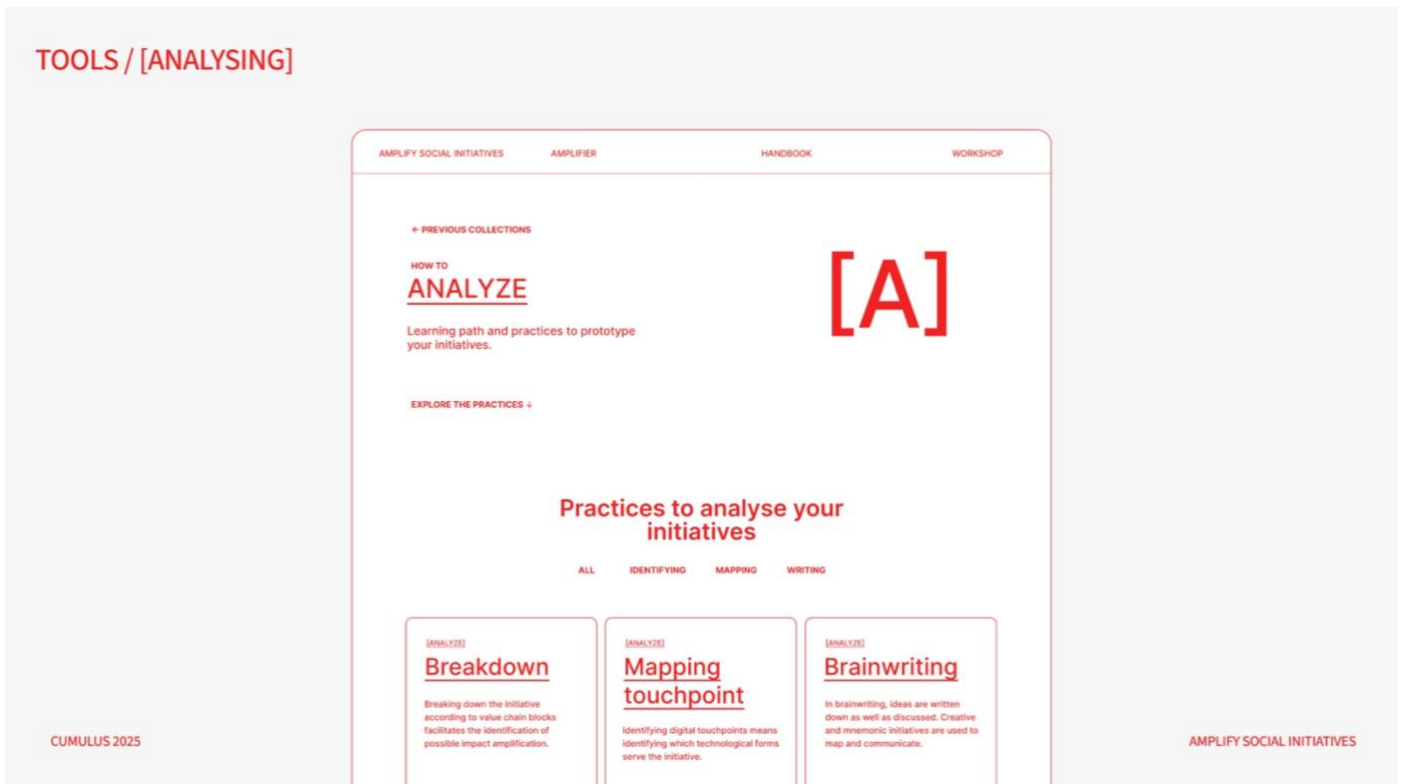 TOOLS / [ANALYSING]
AMPLIFY SOCIAL INITIATIVES AMPLIFIER HANDBOOK WORKSHOP
← PREVIOUS COLLECTIONS
HOW TO
ANALYZE
[A]
Learning path and practices to prototype
your initiatives.
EXPLORE THE PRACTICES ↓
Practices to analyse your
initiatives
ALL IDENTIFYING MAPPING WRITING
[ANALYZE]
Breakdown
Breaking down the initiative
according to value chain blocks
facilitates the identification of
possible impact amplification.
[ANALYZE]
Mapping
touchpoint
Identifying digital touchpoints means
identifying which technological forms
serve the initiative.
[ANALYZE]
Brainwriting
In brainwriting, ideas are written
down as well as discussed. Creative
and mnemonic initiatives are used to
map and communicate.
CUMULUS 2025
AMPLIFY SOCIAL INITIATIVES